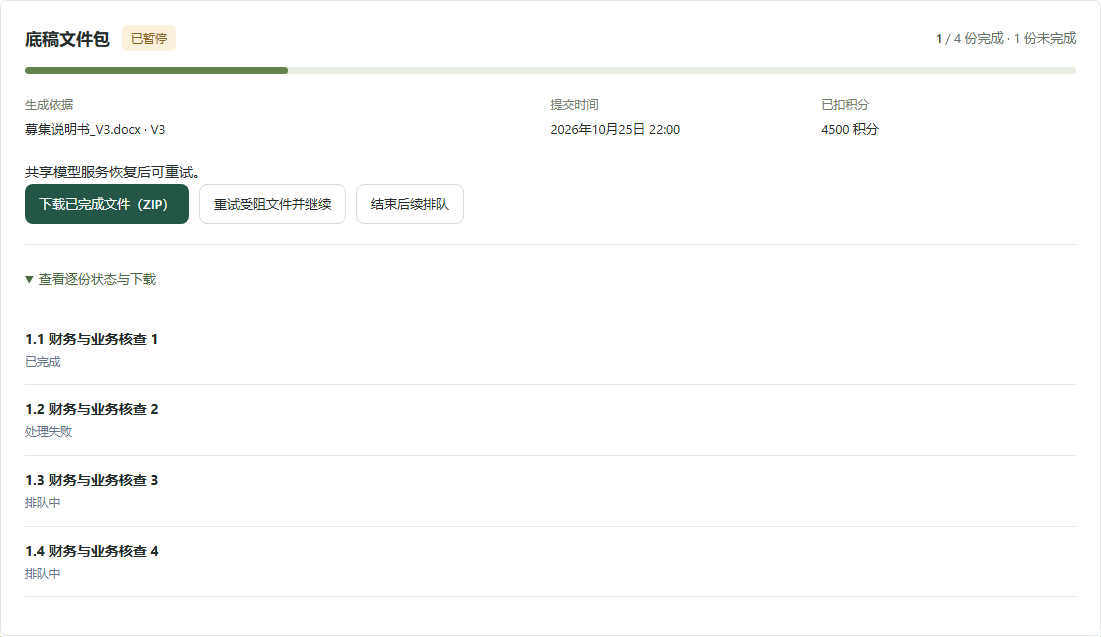 底稿文件包 已暂停 1 / 4 份完成 · 1 份未完成
生成依据 提交时间 已扣积分
募集说明书_V3.docx · V3 2026年10月25日 22:00 4500 积分
共享模型服务恢复后可重试。
下载已完成文件（ZIP） 重试受阻文件并继续 结束后续排队
▼ 查看逐份状态与下载
1.1 财务与业务核查 1
已完成
1.2 财务与业务核查 2
处理失败
1.3 财务与业务核查 3
排队中
1.4 财务与业务核查 4
排队中